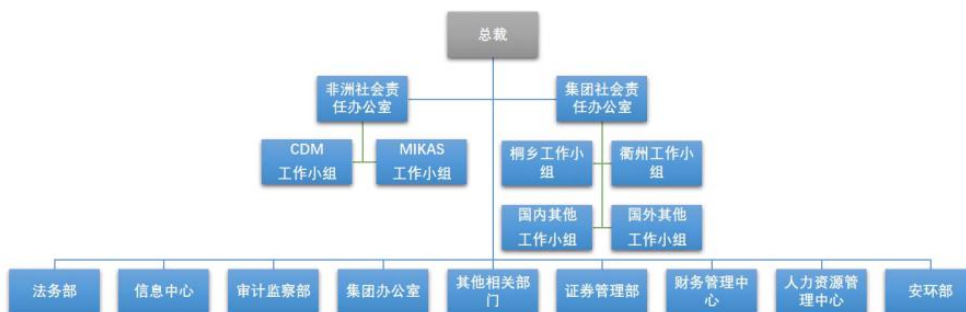 总裁
非洲社会责
任办公室
集团社会责
任办公室
CDM
工作小组
MIKAS
工作小组
桐乡工作小
组
衢州工作小
组
国内其他
工作小组
国外其他
工作小组
法务部
信息中心
审计监察部
集团办公室
其他相关部
门
证券管理部
财务管理中
心
人力资源管
理中心
安环部